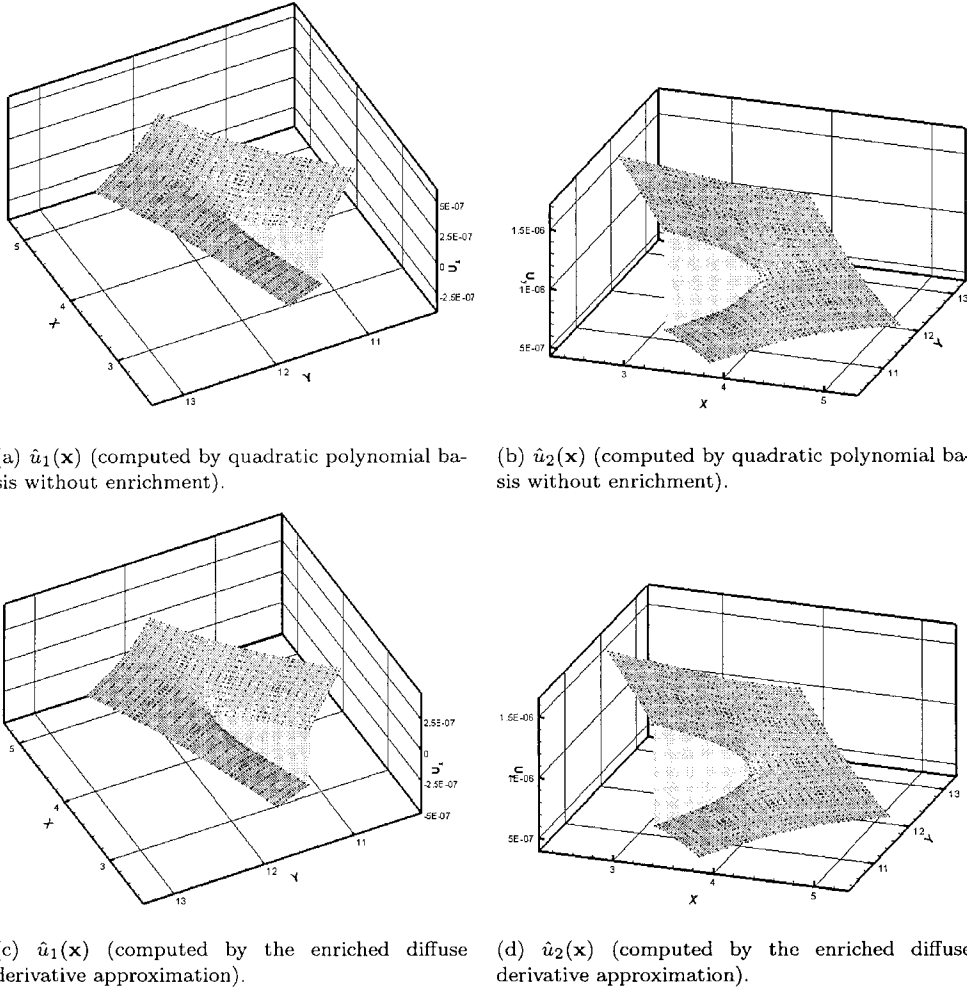 5E-07
2.5E-07
0
-2.5E-07
U₁
5
4
3
X
13
12
11
Y
1.5E-06
1E-06
5E-07
U₂
3
4
5
X
13
12
11
Y
(a) û₁(x) (computed by quadratic polynomial ba-
sis without enrichment).
(b) û₂(x) (computed by quadratic polynomial ba-
sis without enrichment).
2.5E-07
0
-2.5E-07
-5E-07
U₁
5
4
3
X
13
12
11
Y
1.5E-06
1E-06
5E-07
U₂
3
4
5
X
13
12
11
Y
(c) û₁(x) (computed by the enriched diffuse
derivative approximation).
(d) û₂(x) (computed by the enriched diffuse
derivative approximation).